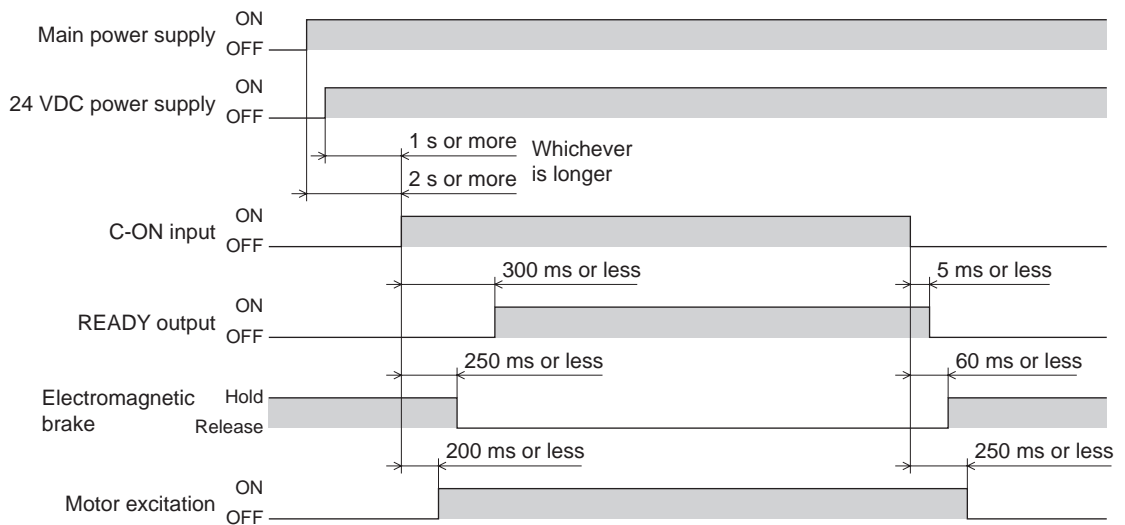 Main power supply
ON
OFF
24 VDC power supply
ON
OFF
1 s or more
2 s or more
Whichever
is longer
C-ON input
ON
OFF
300 ms or less
5 ms or less
READY output
ON
OFF
250 ms or less
60 ms or less
Electromagnetic
brake
Hold
Release
200 ms or less
250 ms or less
Motor excitation
ON
OFF